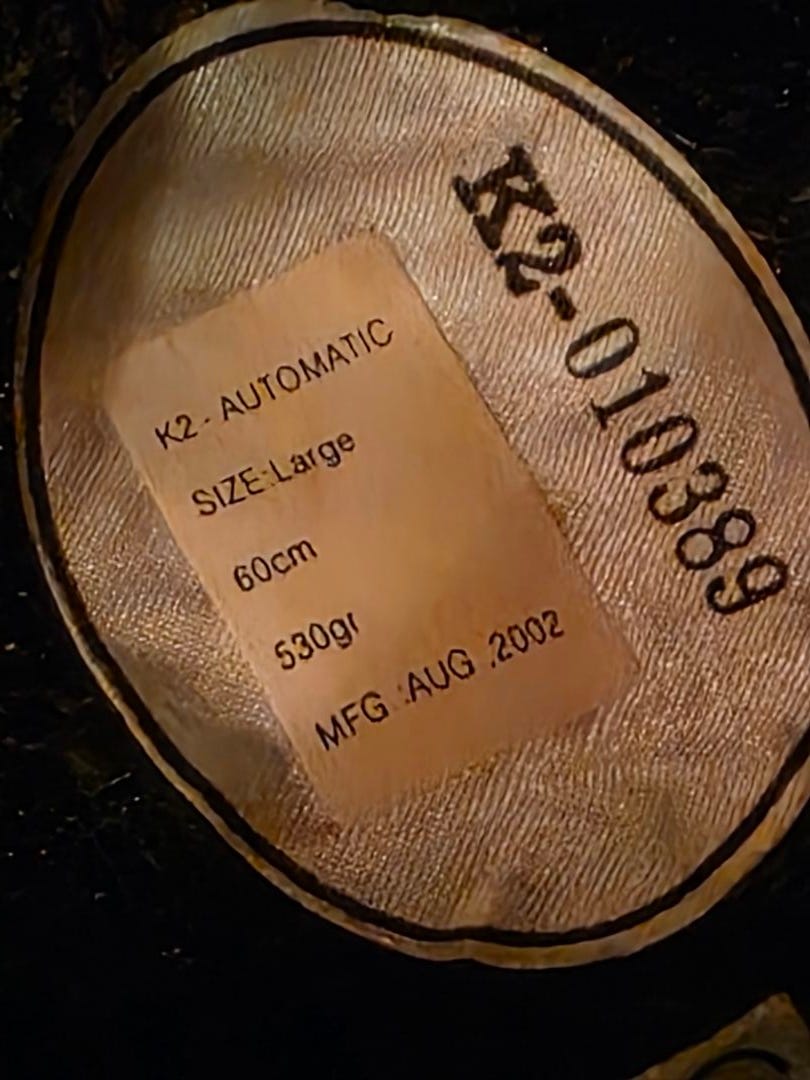 K2-010389
K2 - AUTOMATIC
SIZE:Large
60cm
530gr
MFG :AUG ,2002